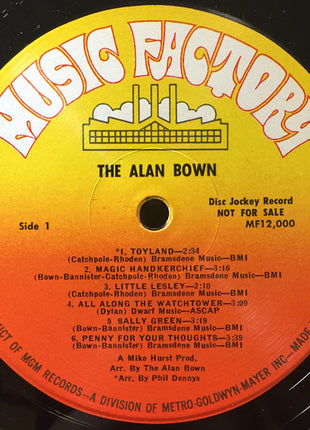 MUSIC FACTORY
THE ALAN BOWN
Side 1
Disc Jockey Record
NOT FOR SALE
MF12,000
*1. TOYLAND—2:34
(Catchpole-Rhoden) Bramsdene Music—BMI
2. MAGIC HANDKERCHIEF—3:16
(Bown-Bannister-Catchpole-Rhoden) Bramsdene Music—BMI
3. LITTLE LESLEY—2:10
(Catchpole-Rhoden) Bramsdene Music—BMI
4. ALL ALONG THE WATCHTOWER—3:09
(Dylan) Dwarf Music—ASCAP
5 SALLY GREEN—3:19
(Bown-Bannister) Bramsdene Music—BMI
6. PENNY FOR YOUR THOUGHTS—3:39
(Bown-Bannister) Bramsdene Music—BMI
A Mike Hurst Prod.
Arr. By The Alan Bown
*Arr. By Phil Dennys
OF MGM RECORDS—A DIVISION OF METRO-GOLDWYN-MAYER INC.—